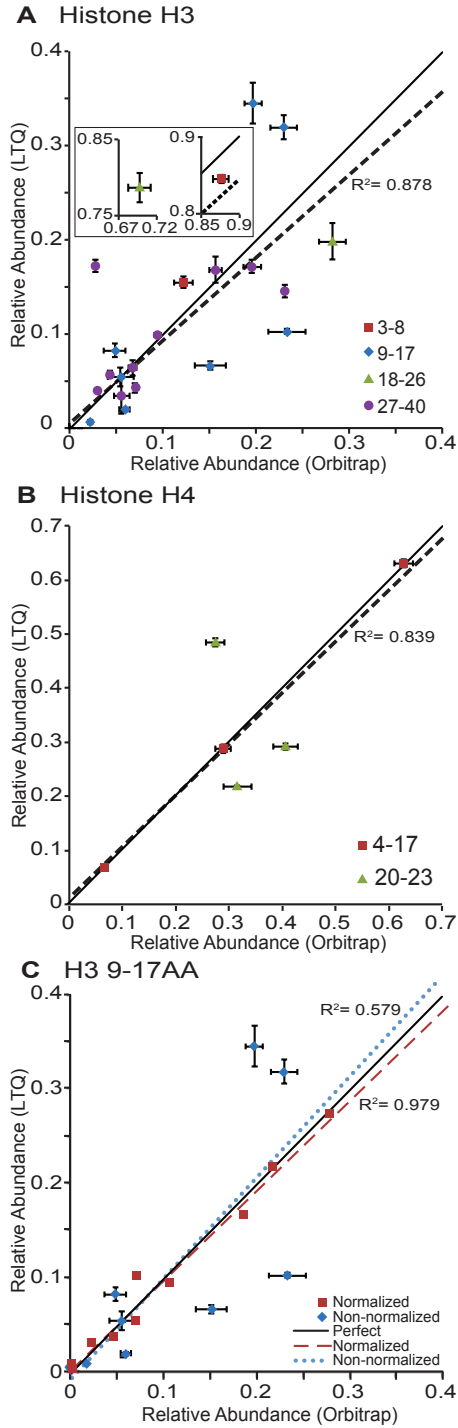 A Histone H3
Relative Abundance (LTQ)
0.4
0.3
0.2
0.1
0
0.85
0.75
0.67
0.72
0.9
0.8
0.85
0.9
R²= 0.878
3-8
9-17
18-26
27-40
0 0.1 0.2 0.3 0.4
Relative Abundance (Orbitrap)
B Histone H4
Relative Abundance (LTQ)
0.7
0.6
0.5
0.4
0.3
0.2
0.1
0
R²= 0.839
4-17
20-23
0 0.1 0.3 0.4 0.6 0.7
Relative Abundance (Orbitrap)
C H3 9-17AA
Relative Abundance (LTQ)
0.4
0.3
0.2
0.1
0
R²= 0.579
R²= 0.979
Normalized
Non-normalized
Perfect
Normalized
Non-normalized
0 0.1 0.2 0.3 0.4
Relative Abundance (Orbitrap)